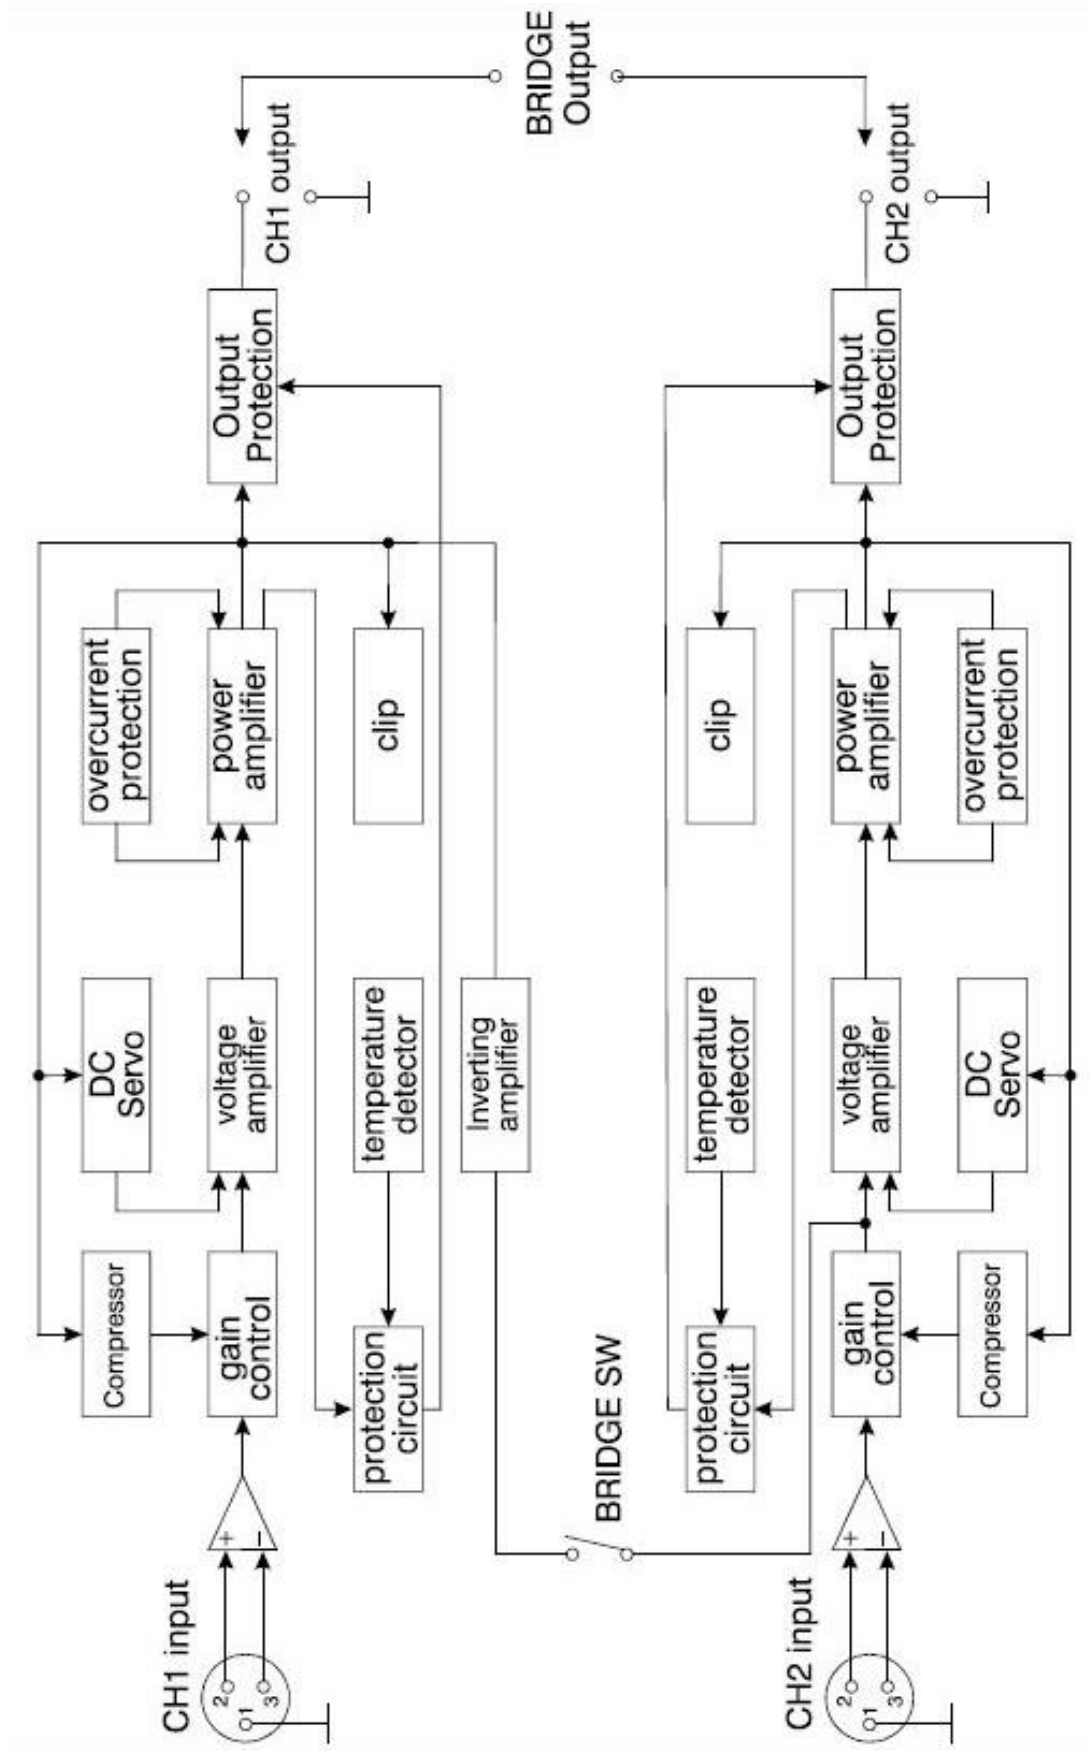 CH1 input
2
1
3
+
−
Compressor
gain
control
DC
Servo
voltage
amplifier
overcurrent
protection
power
amplifier
Output
Protection
CH1 output
protection
circuit
temperature
detector
clip
Inverting
amplifier
BRIDGE SW
BRIDGE
Output
protection
circuit
temperature
detector
clip
CH2 input
2
1
3
+
−
gain
control
voltage
amplifier
power
amplifier
Output
Protection
CH2 output
Compressor
DC
Servo
overcurrent
protection